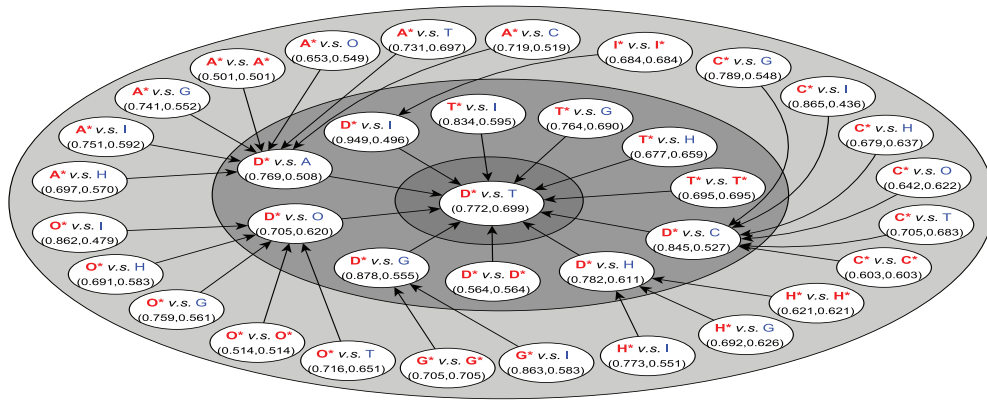 A* v.s. T
(0.731,0.697)
A* v.s. C
(0.719,0.519)
A* v.s. O
(0.653,0.549)
I* v.s. I*
(0.684,0.684)
A* v.s. A*
(0.501,0.501)
C* v.s. G
(0.789,0.548)
A* v.s. G
(0.741,0.552)
C* v.s. I
(0.865,0.436)
T* v.s. I
(0.834,0.595)
T* v.s. G
(0.764,0.690)
D* v.s. I
(0.949,0.496)
A* v.s. I
(0.751,0.592)
C* v.s. H
(0.679,0.637)
T* v.s. H
(0.677,0.659)
D* v.s. A
(0.769,0.508)
A* v.s. H
(0.697,0.570)
C* v.s. O
(0.642,0.622)
T* v.s. T*
(0.695,0.695)
D* v.s. T
(0.772,0.699)
D* v.s. O
(0.705,0.620)
O* v.s. I
(0.862,0.479)
C* v.s. T
(0.705,0.683)
D* v.s. C
(0.845,0.527)
O* v.s. H
(0.691,0.583)
D* v.s. G
(0.878,0.555)
D* v.s. D*
(0.564,0.564)
D* v.s. H
(0.782,0.611)
C* v.s. C*
(0.603,0.603)
O* v.s. G
(0.759,0.561)
H* v.s. H*
(0.621,0.621)
O* v.s. O*
(0.514,0.514)
H* v.s. G
(0.692,0.626)
O* v.s. T
(0.716,0.651)
G* v.s. G*
(0.705,0.705)
G* v.s. I
(0.863,0.583)
H* v.s. I
(0.773,0.551)